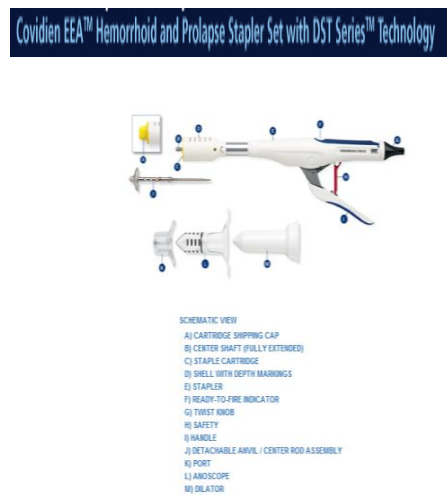 Covidien EEA™ Hemorrhoid and Prolapse Stapler Set with DST Series™ Technology
SCHEMATIC VIEW
A) CARTRIDGE SHIPPING CAP
B) CENTER SHAFT (FULLY EXTENDED)
C) STAPLE CARTRIDGE
D) SHELL WITH DEPTH MARKINGS
E) STAPLER
F) READY-TO-FIRE INDICATOR
G) TWIST KNOB
H) SAFETY
I) HANDLE
J) DETACHABLE ANVIL / CENTER ROD ASSEMBLY
K) PORT
L) ANOSCOPE
M) DILATOR